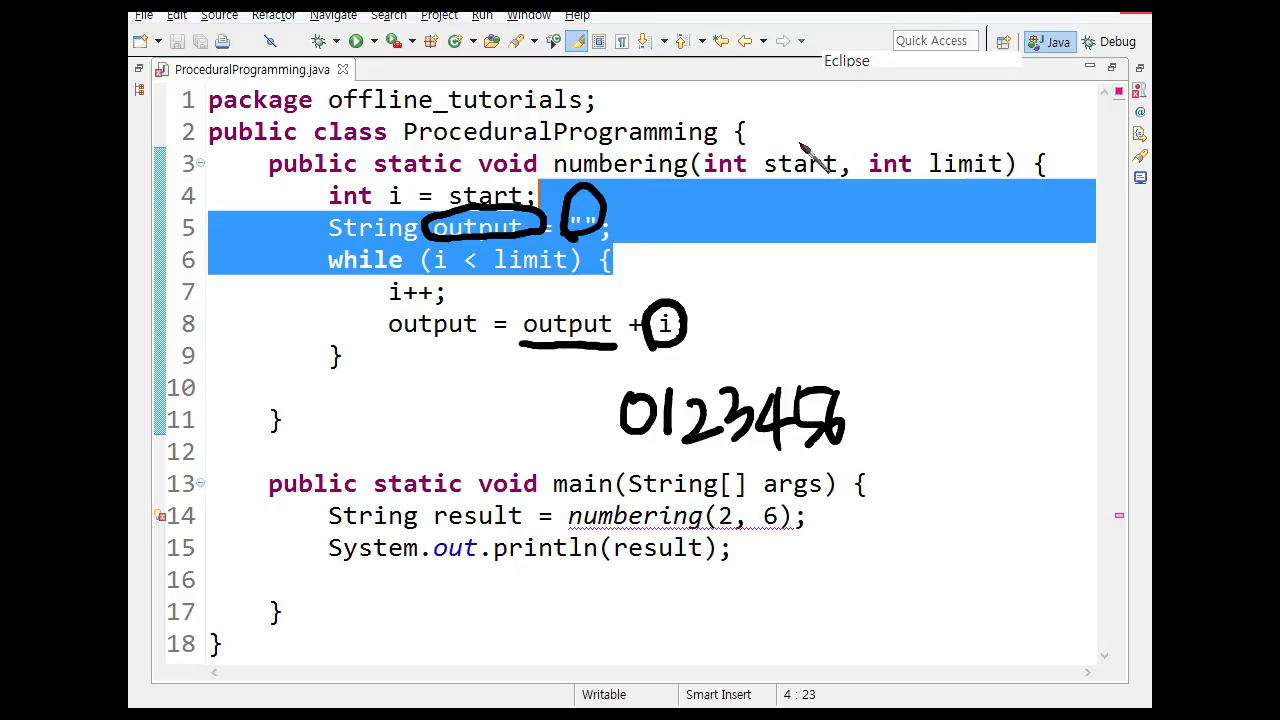 File Edit Source Refactor Navigate Search Project Run Window Help
Quick Access
Java
Debug
Eclipse
ProceduralProgramming.java
1 package offline_tutorials;
2 public class ProceduralProgramming {
3 public static void numbering(int start, int limit) {
4 int i = start;
5 String output = "";
6 while (i < limit) {
7 i++;
8 output = output + i
9 }
10
11 }
12
13 public static void main(String[] args) {
14 String result = numbering(2, 6);
15 System.out.println(result);
16
17 }
18 }
0123456
Writable
Smart Insert
4 : 23